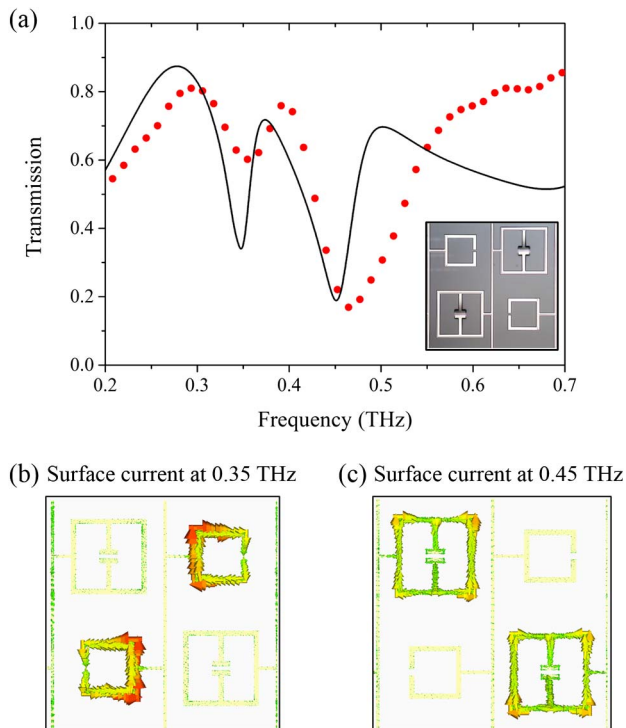 (a)
1.0
0.8
0.6
0.4
0.2
0.0
Transmission
0.2 0.3 0.4 0.5 0.6 0.7
Frequency (THz)
(b) Surface current at 0.35 THz
(c) Surface current at 0.45 THz